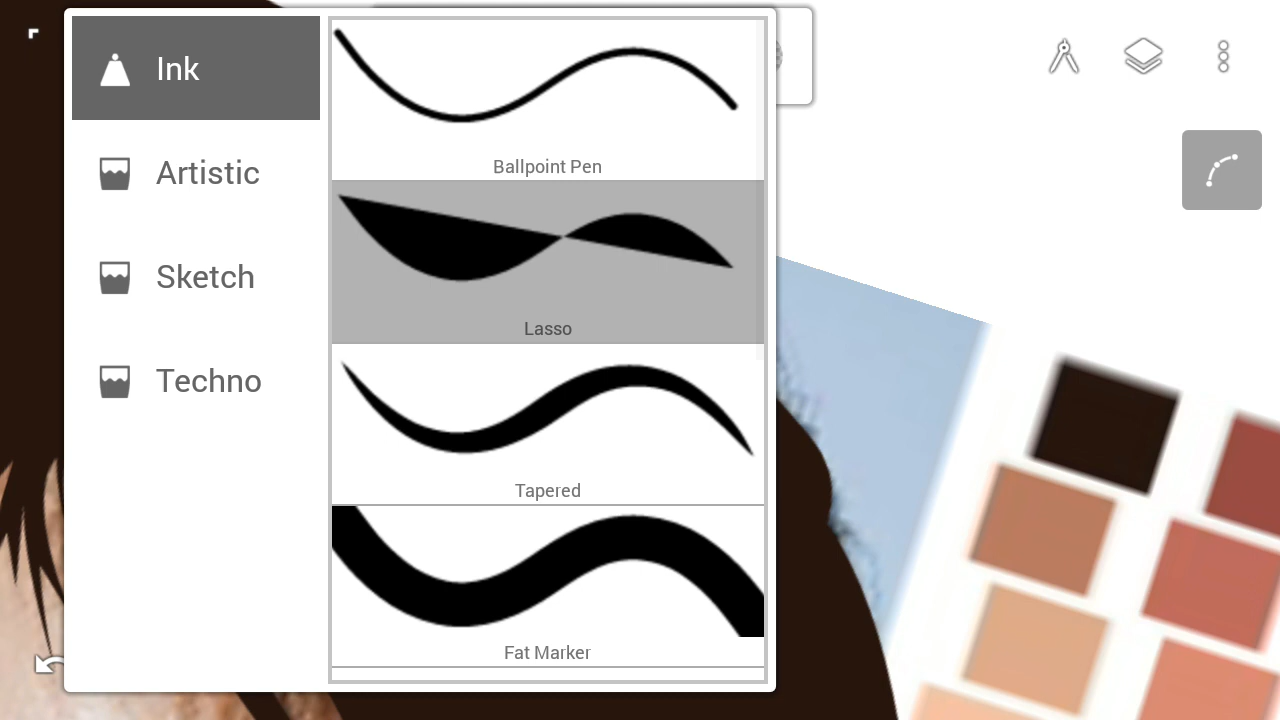 Ink
Artistic
Sketch
Techno
Ballpoint Pen
Lasso
Tapered
Fat Marker